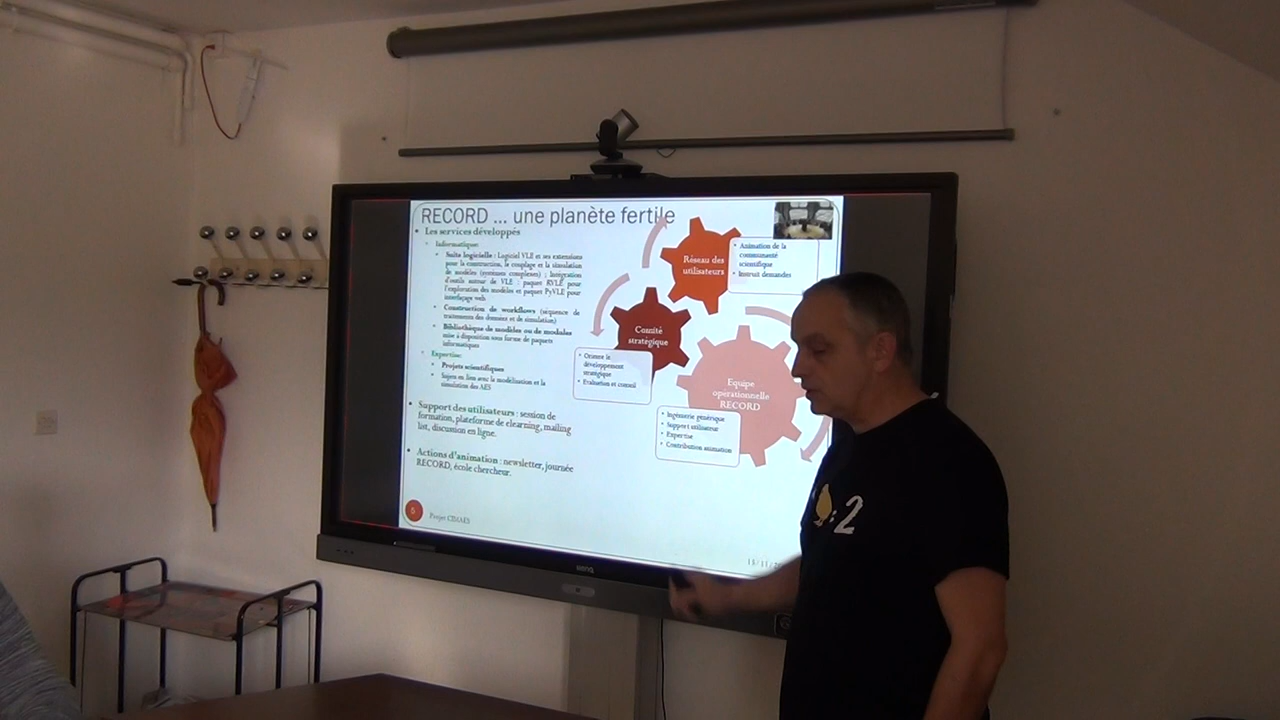 RECORD ... une planète fertile
• Les services développés
Informatique:
• Suite logicielle : Logiciel VLE et ses extensions
pour la construction, le couplage et la simulation
de modèles (systèmes complexes) ; Intégration
d'outils autour de VLE : paquet RVLE pour
l'exploration des modèles et paquet PyVLE pour
interfaçage web
• Construction de workflows (séquence de
traitements des données et de simulation)
• Bibliothèque de modèles ou de modules
mise à disposition sous forme de paquets
informatiques
Expertise:
• Projets scientifiques
• Sujets en lien avec la modélisation et la
simulation des AES
• Support des utilisateurs : session de
formation, plateforme de elearning, mailing
list, discussion en ligne.
• Actions d'animation : newsletter, journée
RECORD, école chercheur.
Réseau des
utilisateurs
• Animation de la
communauté
scientifique
• Instruit demandes
Comité
stratégique
• Oriente le
développement
stratégique
• Evaluation et conseil
Equipe
opérationnelle
RECORD
• Ingénierie générique
• Support utilisateur
• Expertise
• Contribution animation
5
Projet CIMAES
BenQ
: 2